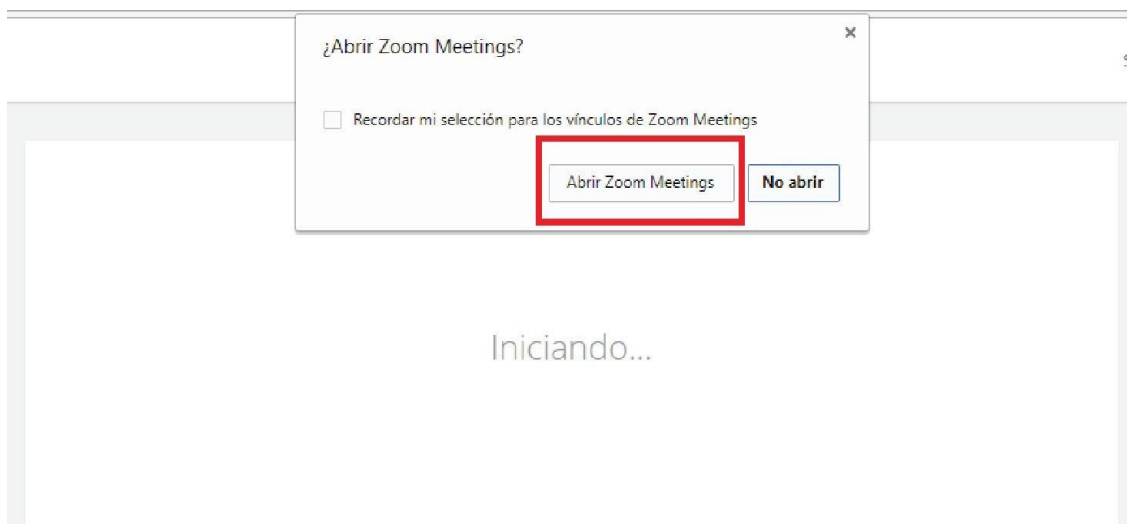 ¿Abrir Zoom Meetings?
Recordar mi selección para los vínculos de Zoom Meetings
Abrir Zoom Meetings
No abrir
Iniciando...